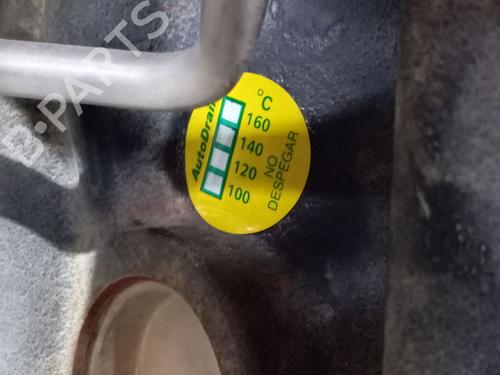 °C
AutoDrain
160
140
120
100
NO
DESPEGAR
B-PARTS